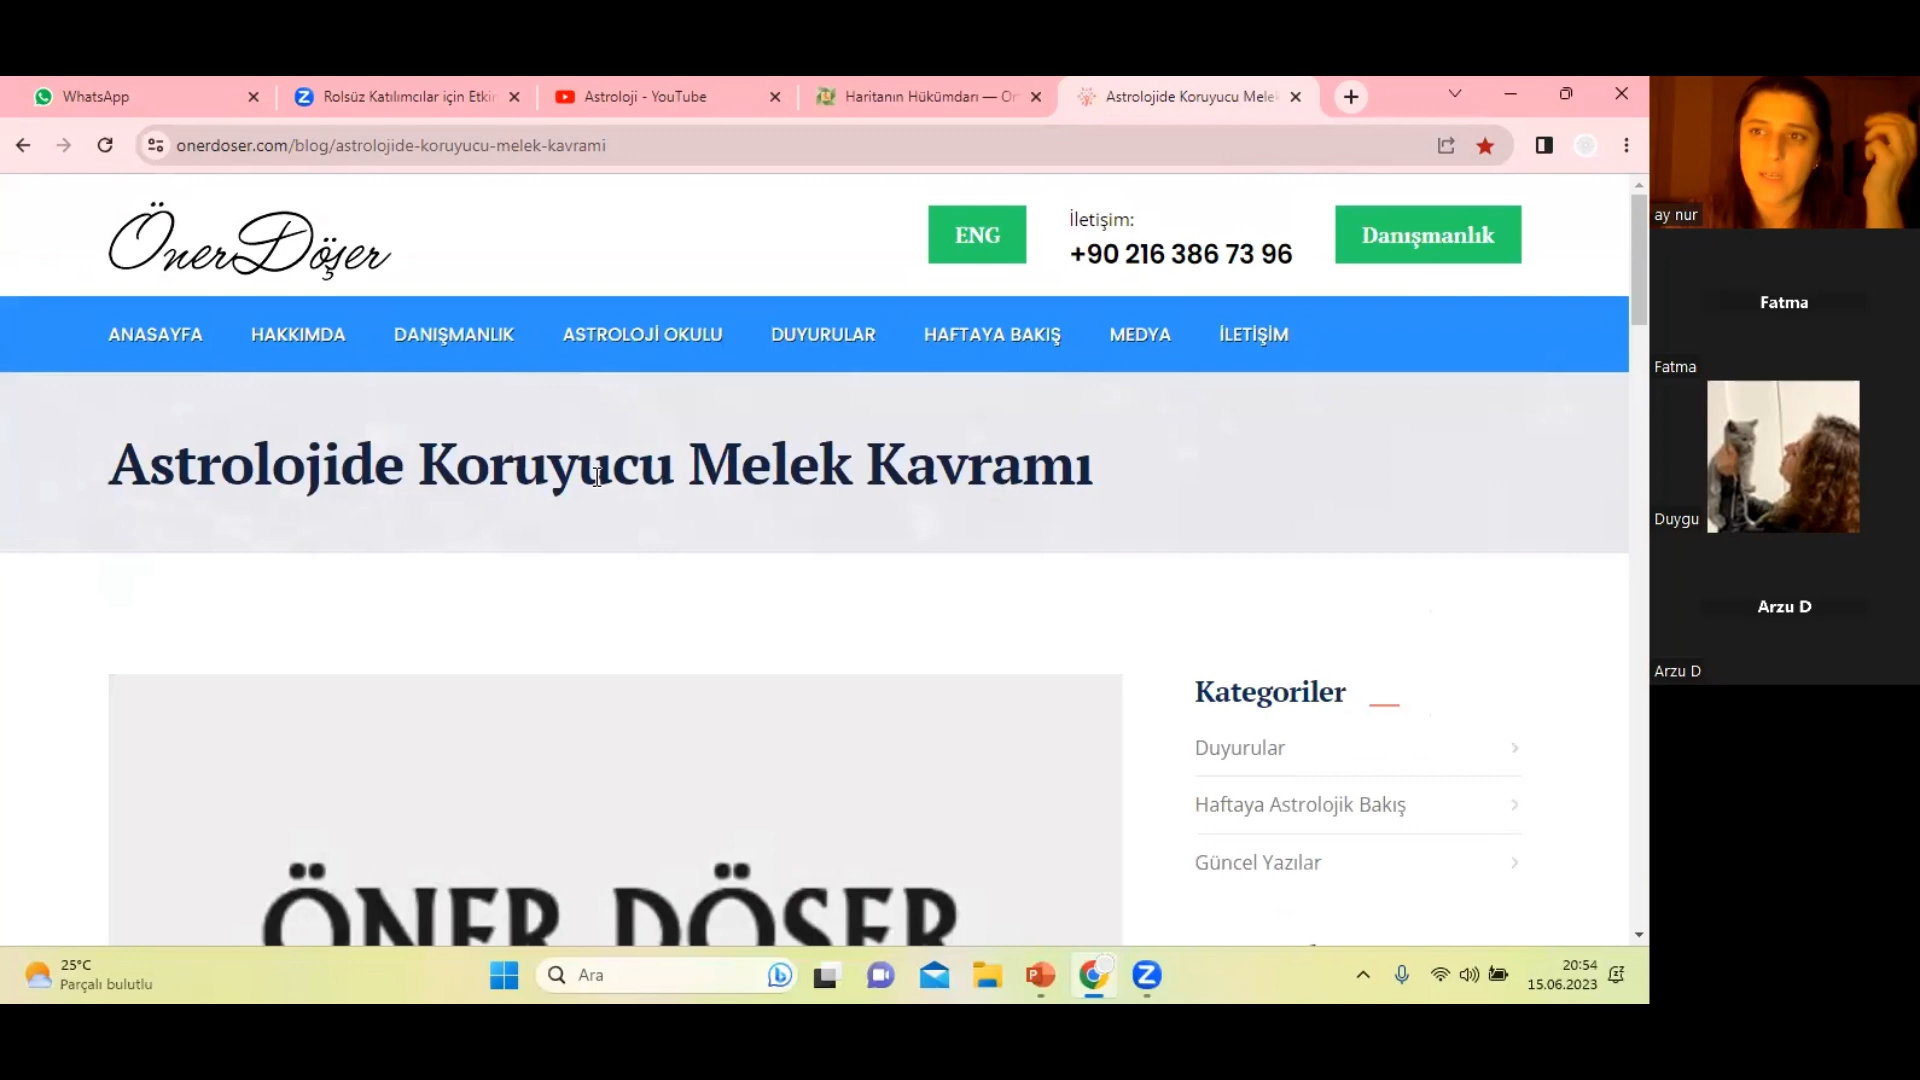 WhatsApp
Rolsüz Katılımcılar için Etkin
Astroloji - YouTube
Haritanın Hükümdarı — Or
Astrolojide Koruyucu Melek
onerdoser.com/blog/astrolojide-koruyucu-melek-kavrami
Öner Döşer
ENG
İletişim:
+90 216 386 73 96
Danışmanlık
ANASAYFA
HAKKIMDA
DANIŞMANLIK
ASTROLOJİ OKULU
DUYURULAR
HAFTAYA BAKIŞ
MEDYA
İLETİŞİM
Astrolojide Koruyucu Melek Kavramı
Kategoriler
Duyurular
Haftaya Astrolojik Bakış
Güncel Yazılar
ÖNER DÖŞER
ay nur
Fatma
Fatma
Duygu
Arzu D
Arzu D
25°C
Parçalı bulutlu
Ara
20:54
15.06.2023